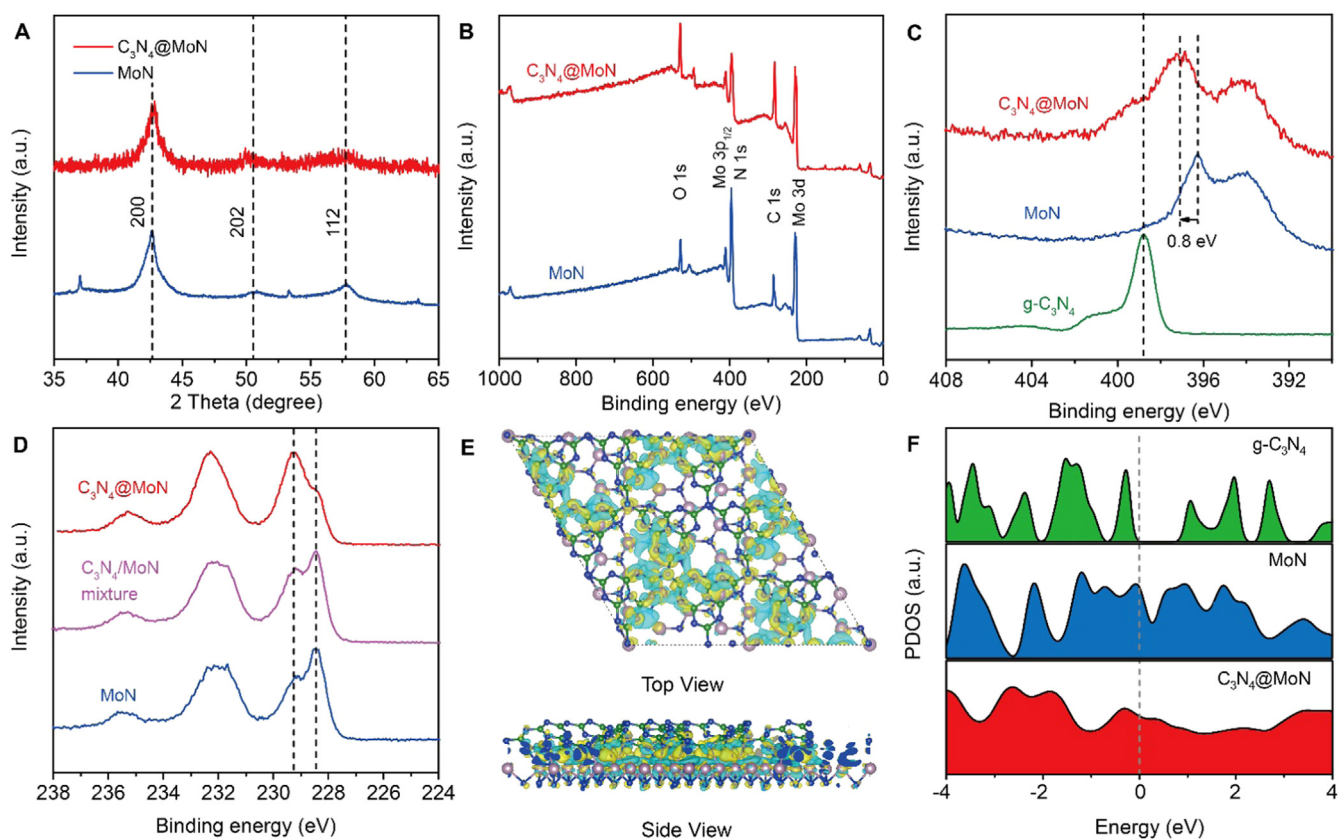 A
C₃N₄@MoN
MoN
200
202
112
Intensity (a.u.)
35 40 45 50 55 60 65
2 Theta (degree)
B
C₃N₄@MoN
O 1s
Mo 3p₁/₂
N 1s
C 1s
Mo 3d
MoN
Intensity (a.u.)
1000 800 600 400 200 0
Binding energy (eV)
C
C₃N₄@MoN
MoN
0.8 eV
g-C₃N₄
Intensity (a.u.)
408 404 400 396 392
Binding energy (eV)
D
C₃N₄@MoN
C₃N₄/MoN
mixture
MoN
Intensity (a.u.)
238 236 234 232 230 228 226 224
Binding energy (eV)
E
Top View
Side View
F
g-C₃N₄
MoN
C₃N₄@MoN
PDOS (a.u.)
-4 -2 0 2 4
Energy (eV)